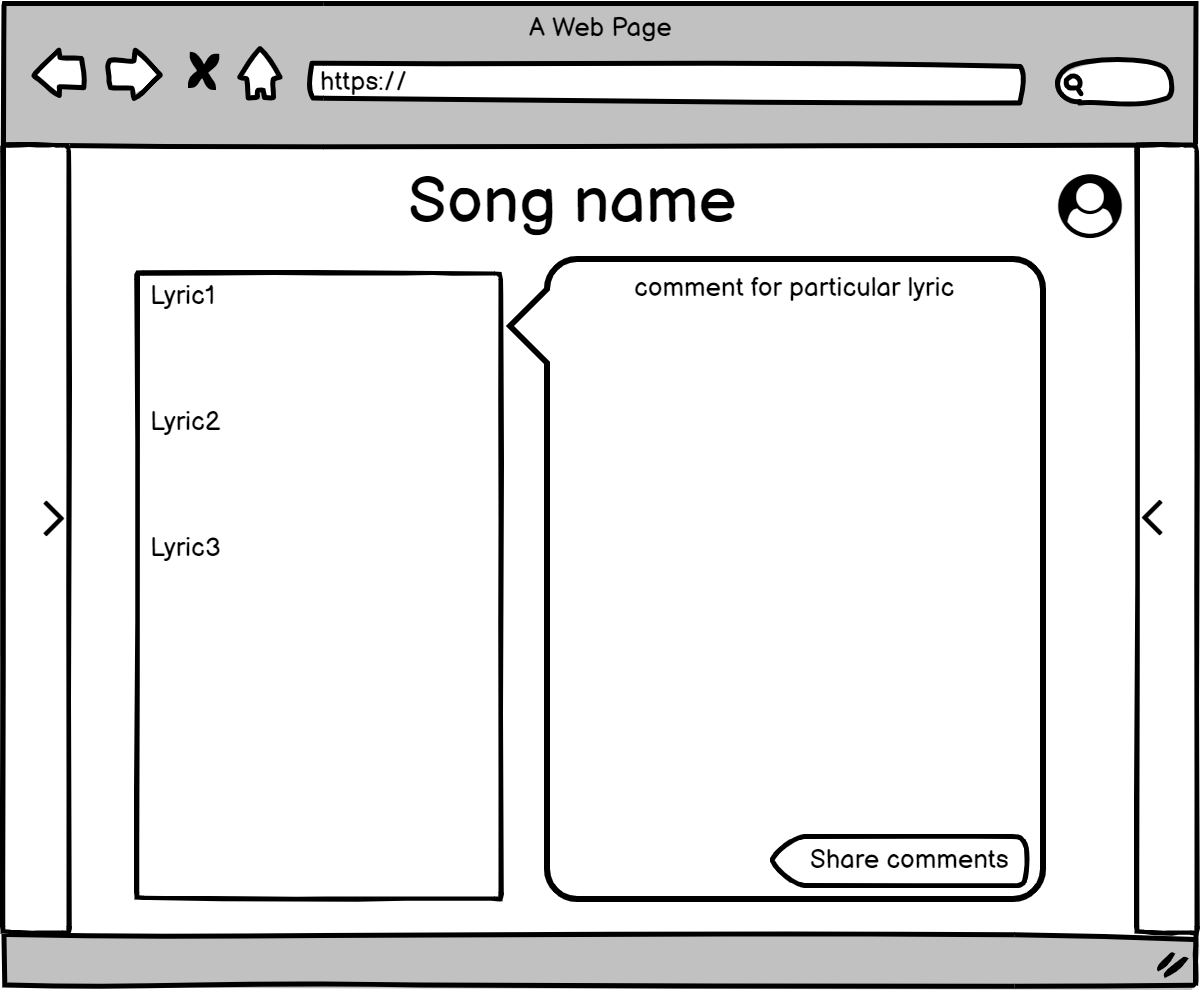 A Web Page
https://
Song name
Lyric1
comment for particular lyric
Lyric2
Lyric3
Share comments